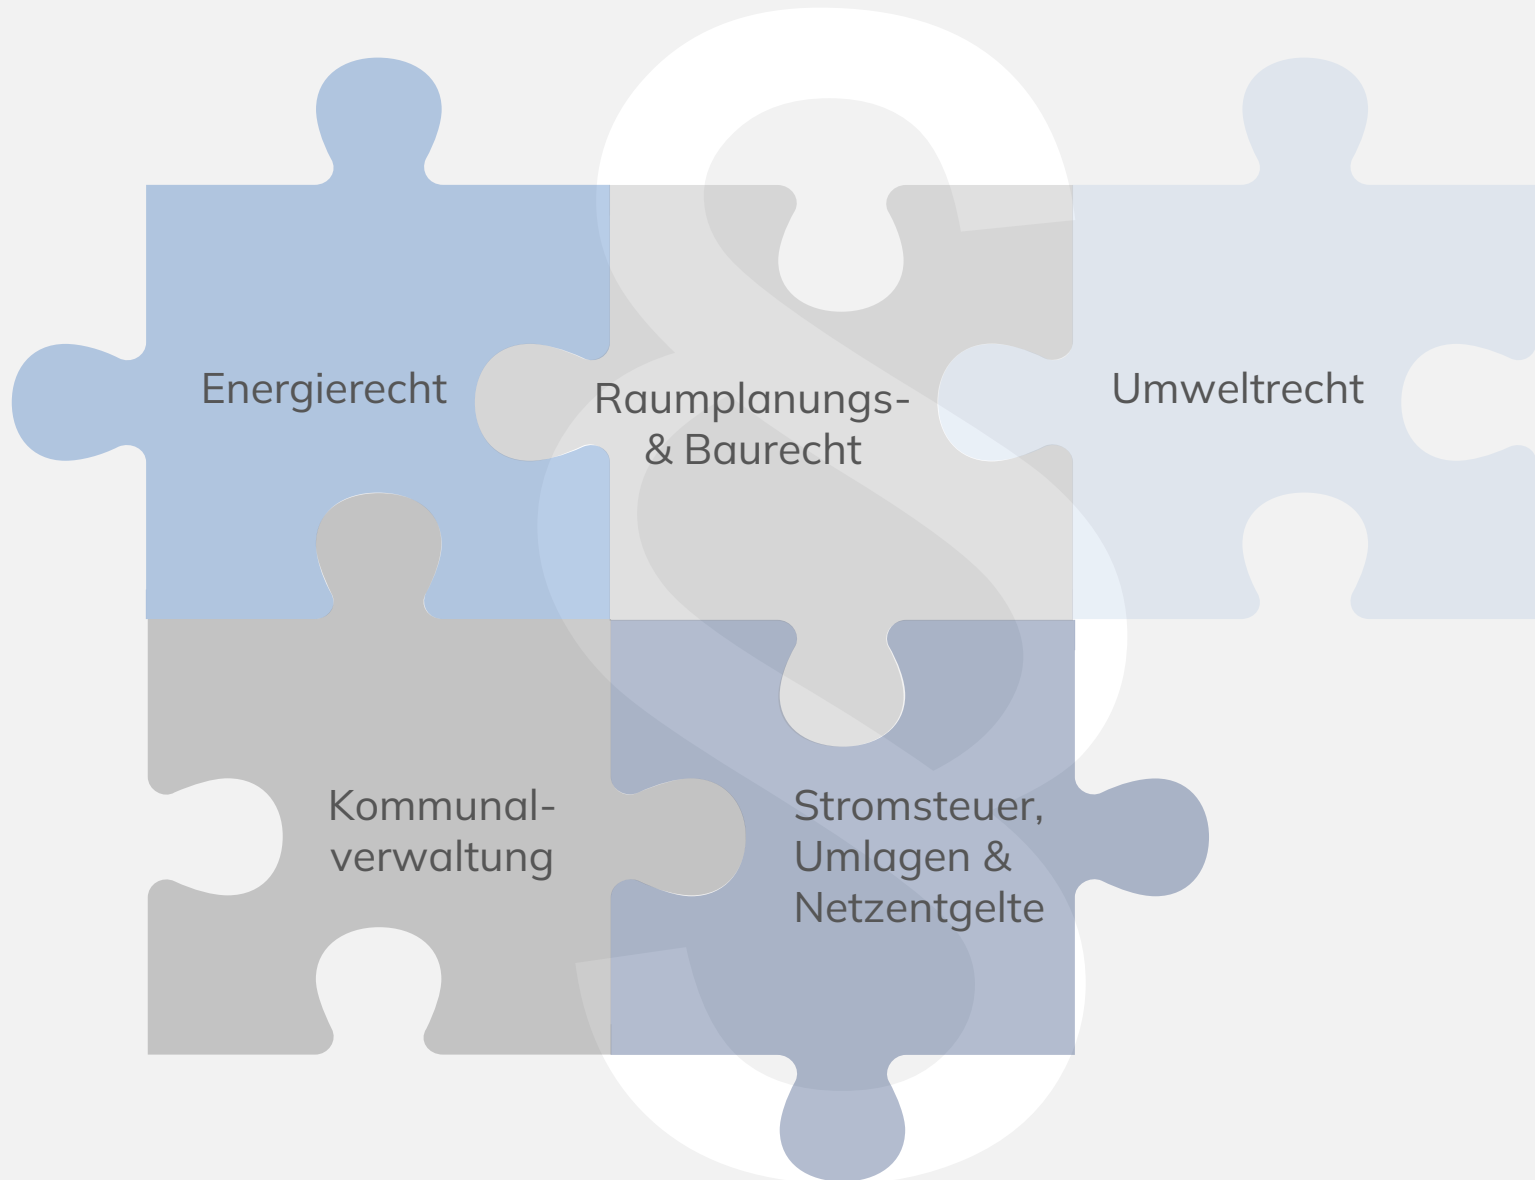 Energierecht
Raumplanungs-
& Baurecht
Umweltrecht
Kommunal-
verwaltung
Stromsteuer,
Umlagen &
Netzentgelte
§